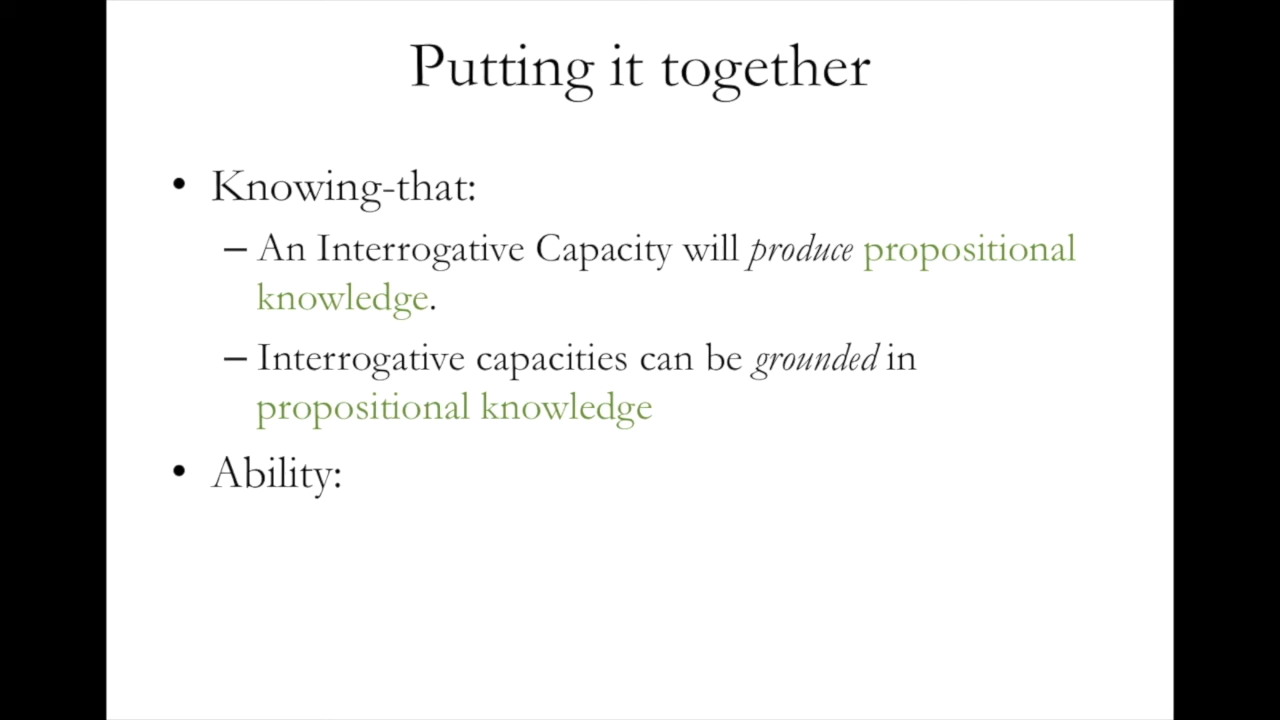 Putting it together
• Knowing-that:
– An Interrogative Capacity will produce propositional
knowledge.
– Interrogative capacities can be grounded in
propositional knowledge
• Ability: